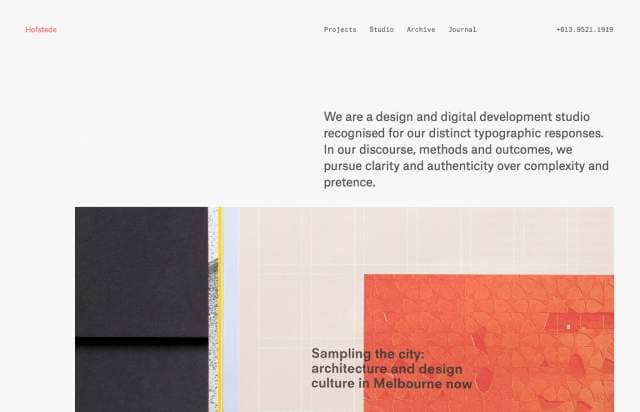 Hofstede
Projects Studio Archive Journal
+613.9521.1919
We are a design and digital development studio
recognised for our distinct typographic responses.
In our discourse, methods and outcomes, we
pursue clarity and authenticity over complexity and
pretence.
Sampling the city:
architecture and design
culture in Melbourne now